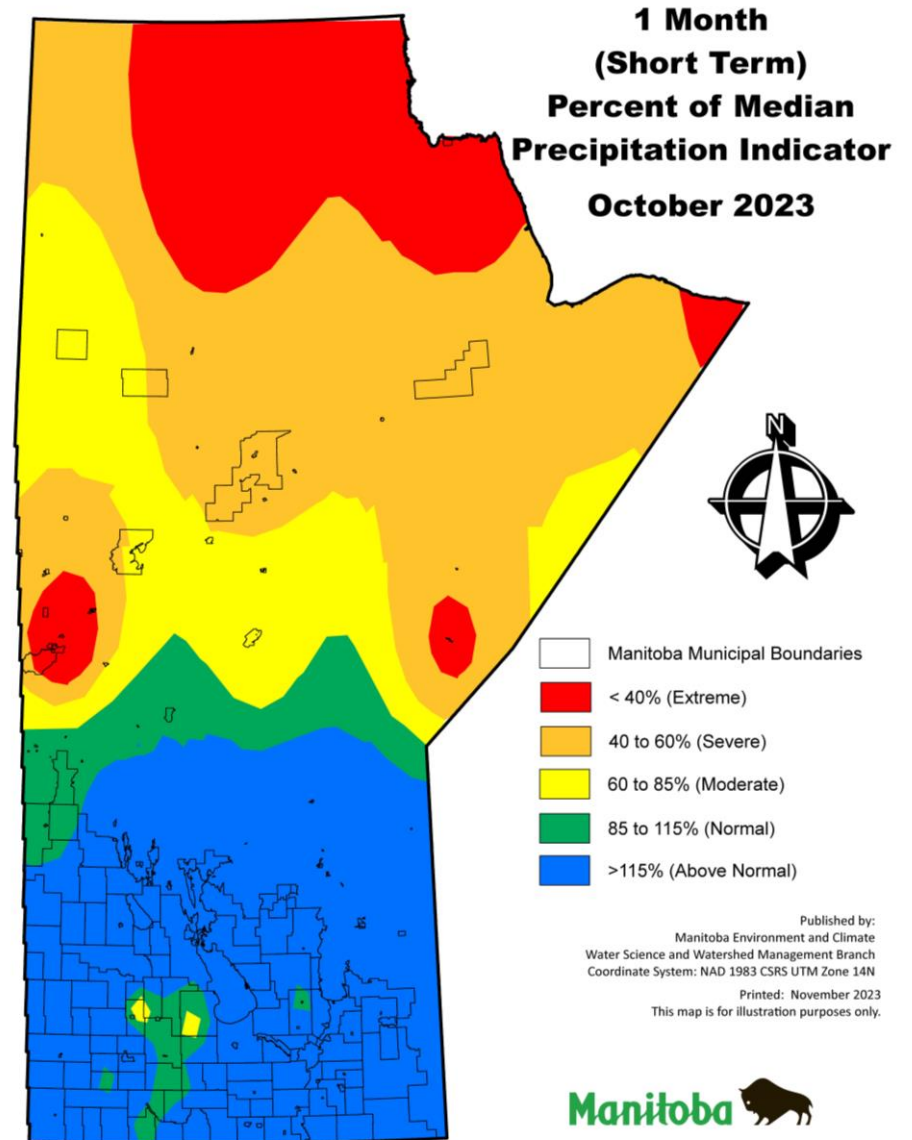 1 Month
(Short Term)
Percent of Median
Precipitation Indicator
October 2023
N
Manitoba Municipal Boundaries
< 40% (Extreme)
40 to 60% (Severe)
60 to 85% (Moderate)
85 to 115% (Normal)
>115% (Above Normal)
Published by:
Manitoba Environment and Climate
Water Science and Watershed Management Branch
Coordinate System: NAD 1983 CSRS UTM Zone 14N
Printed: November 2023
This map is for illustration purposes only.
Manitoba